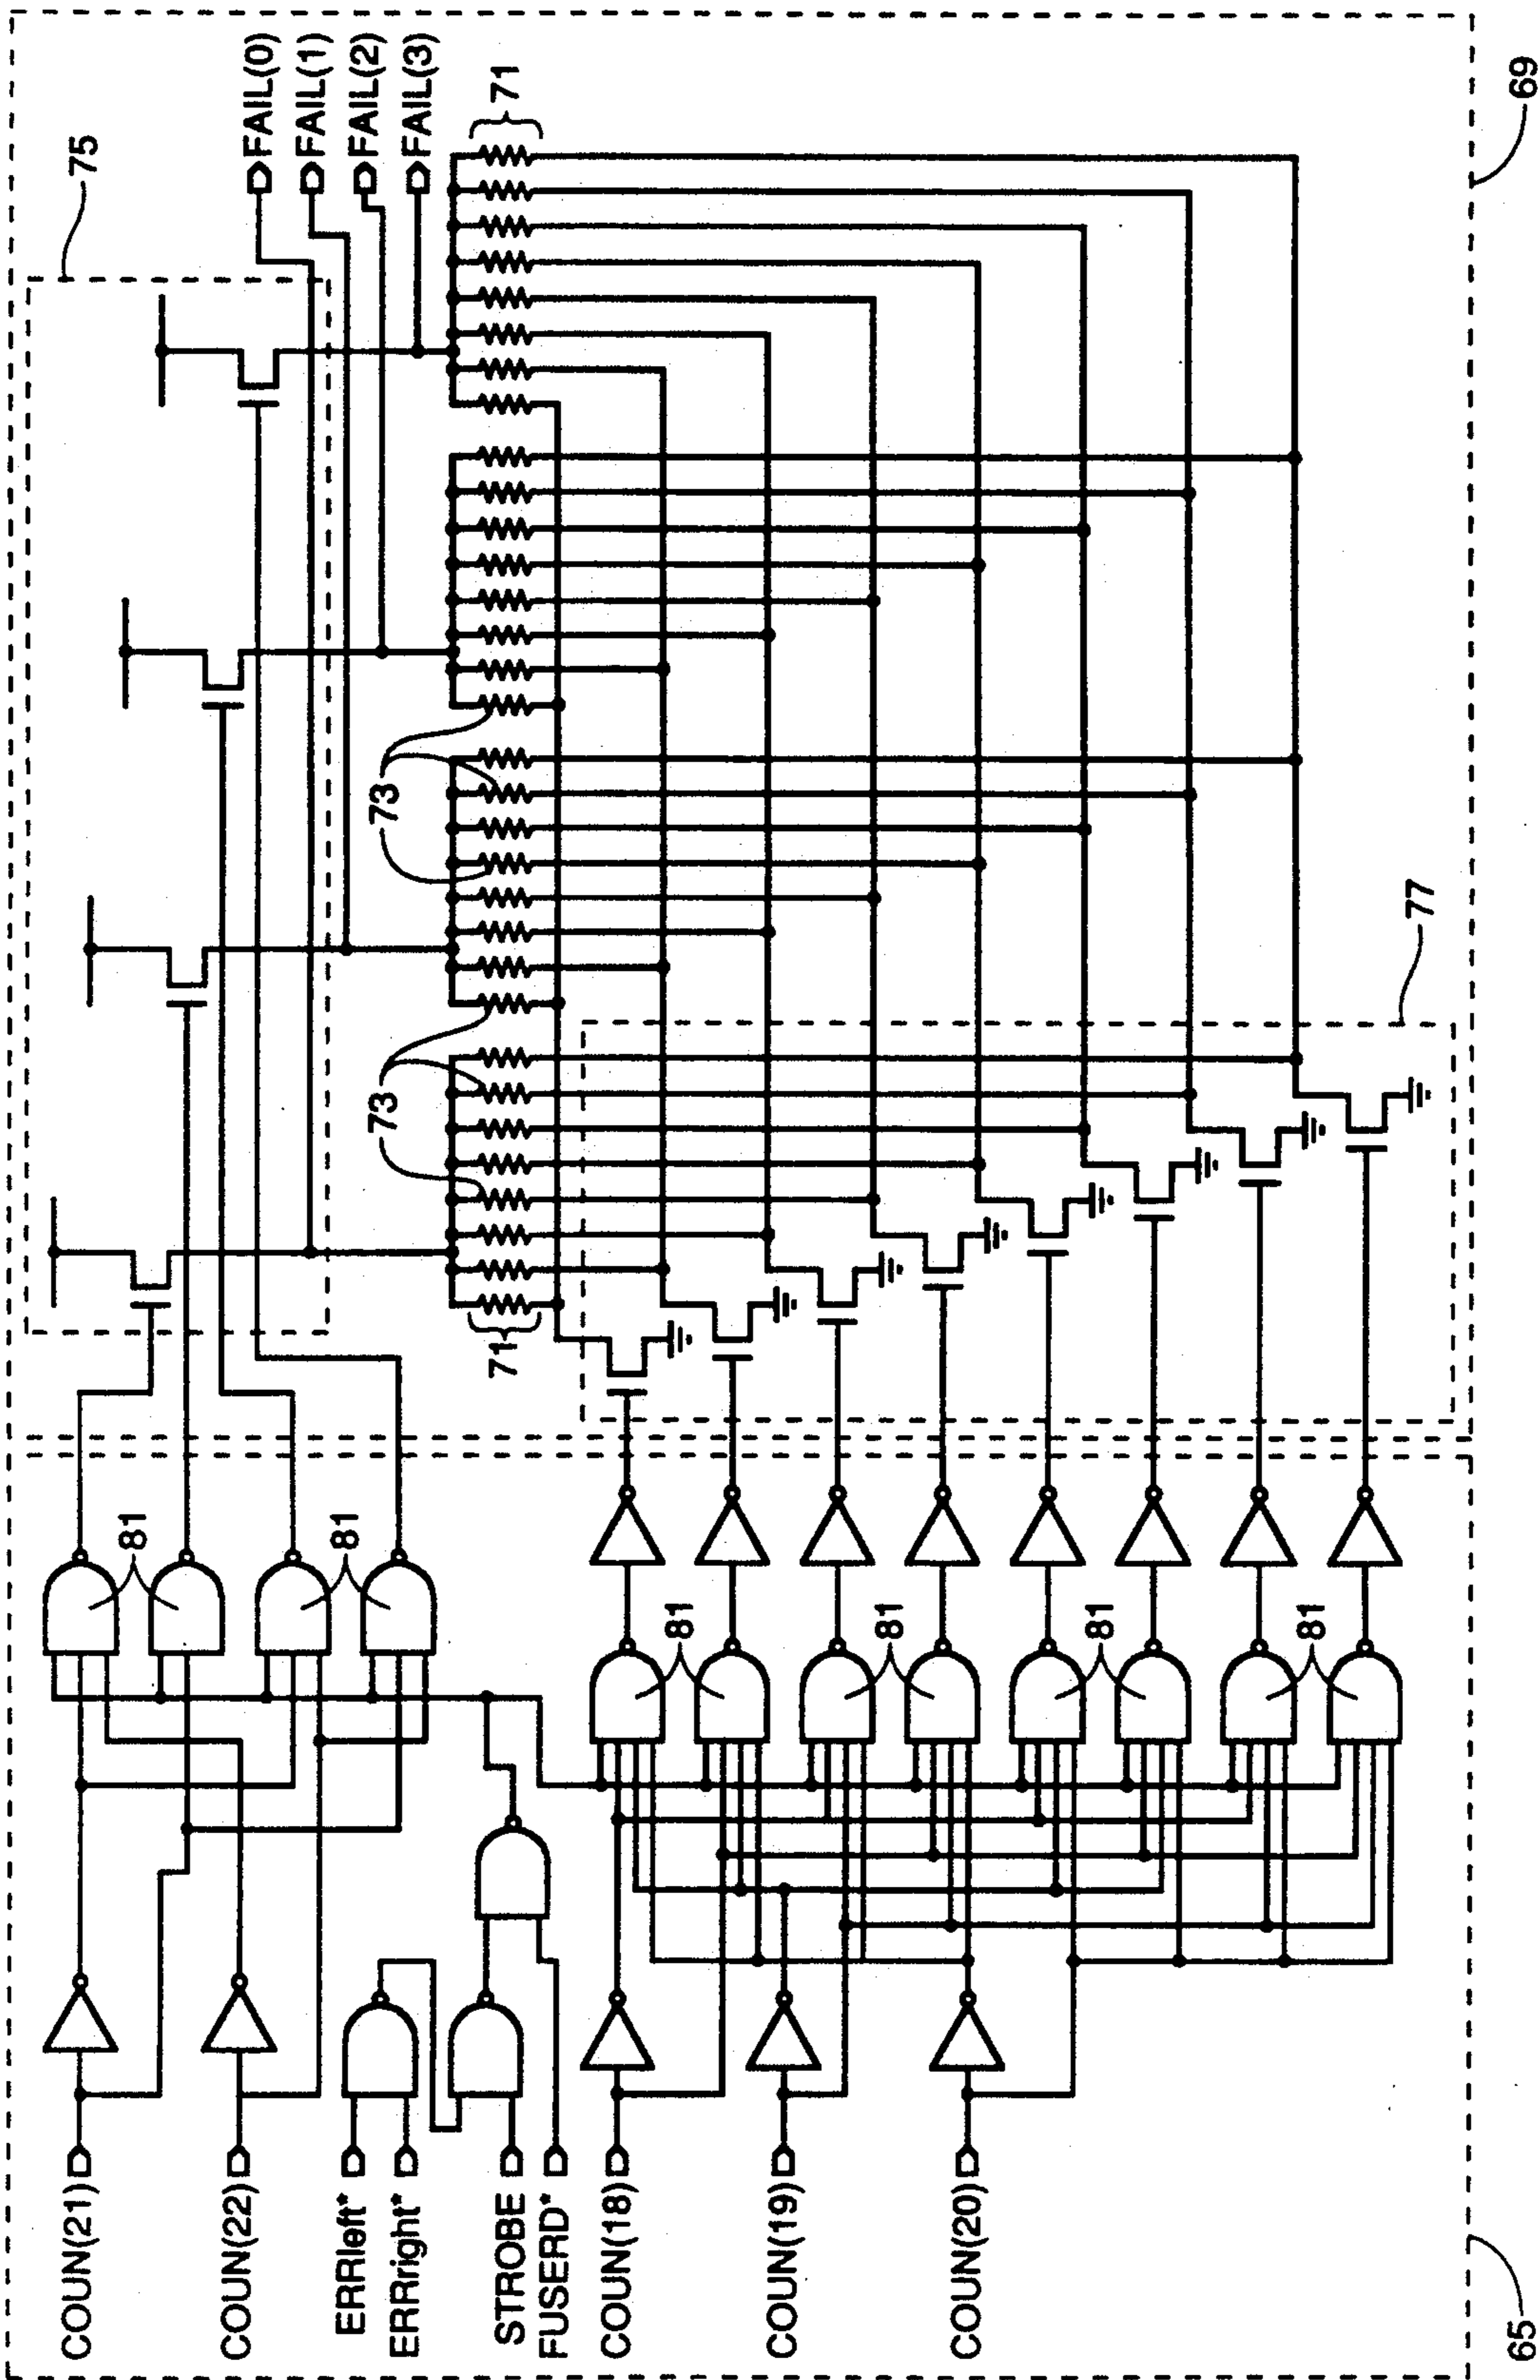 COUN(21)
COUN(22)
ERRleft*
ERRright*
STROBE
FUSERD*
COUN(18)
COUN(19)
COUN(20)
65
81
81
81
81
81
81
75
FAIL(0)
FAIL(1)
FAIL(2)
FAIL(3)
71
73
73
71
77
69